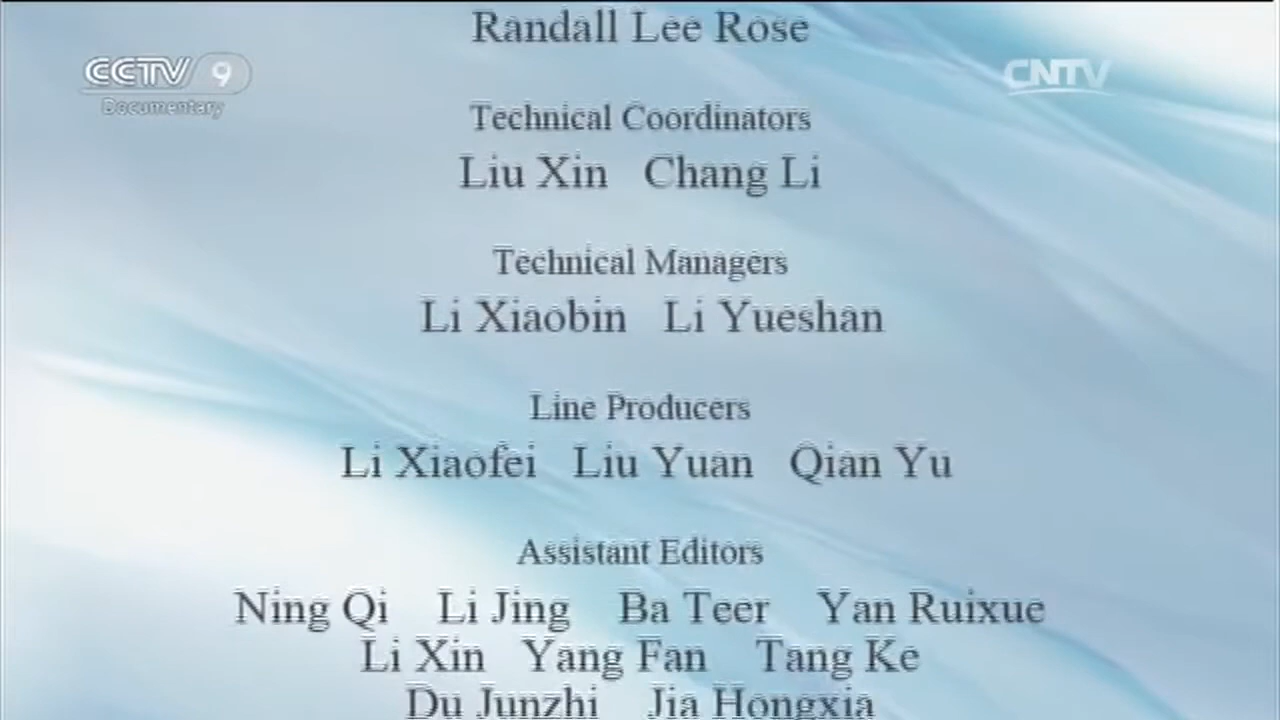 Randall Lee Rose
CCTV 9
Documentary
CNTV
Technical Coordinators
Liu Xin Chang Li
Technical Managers
Li Xiaobin Li Yueshan
Line Producers
Li Xiaofei Liu Yuan Qian Yu
Assistant Editors
Ning Qi Li Jing Ba Teer Yan Ruixue
Li Xin Yang Fan Tang Ke
Du Junzhi Jia Hongxia